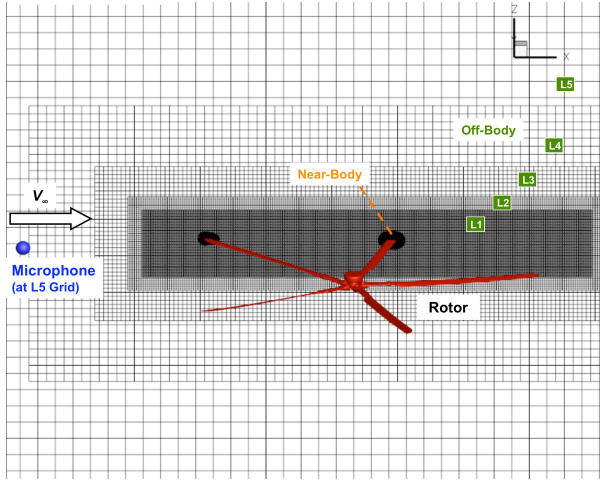 Z
X
L5
Off-Body
L4
Near-Body
L3
V∞
L2
L1
Microphone
(at L5 Grid)
Rotor